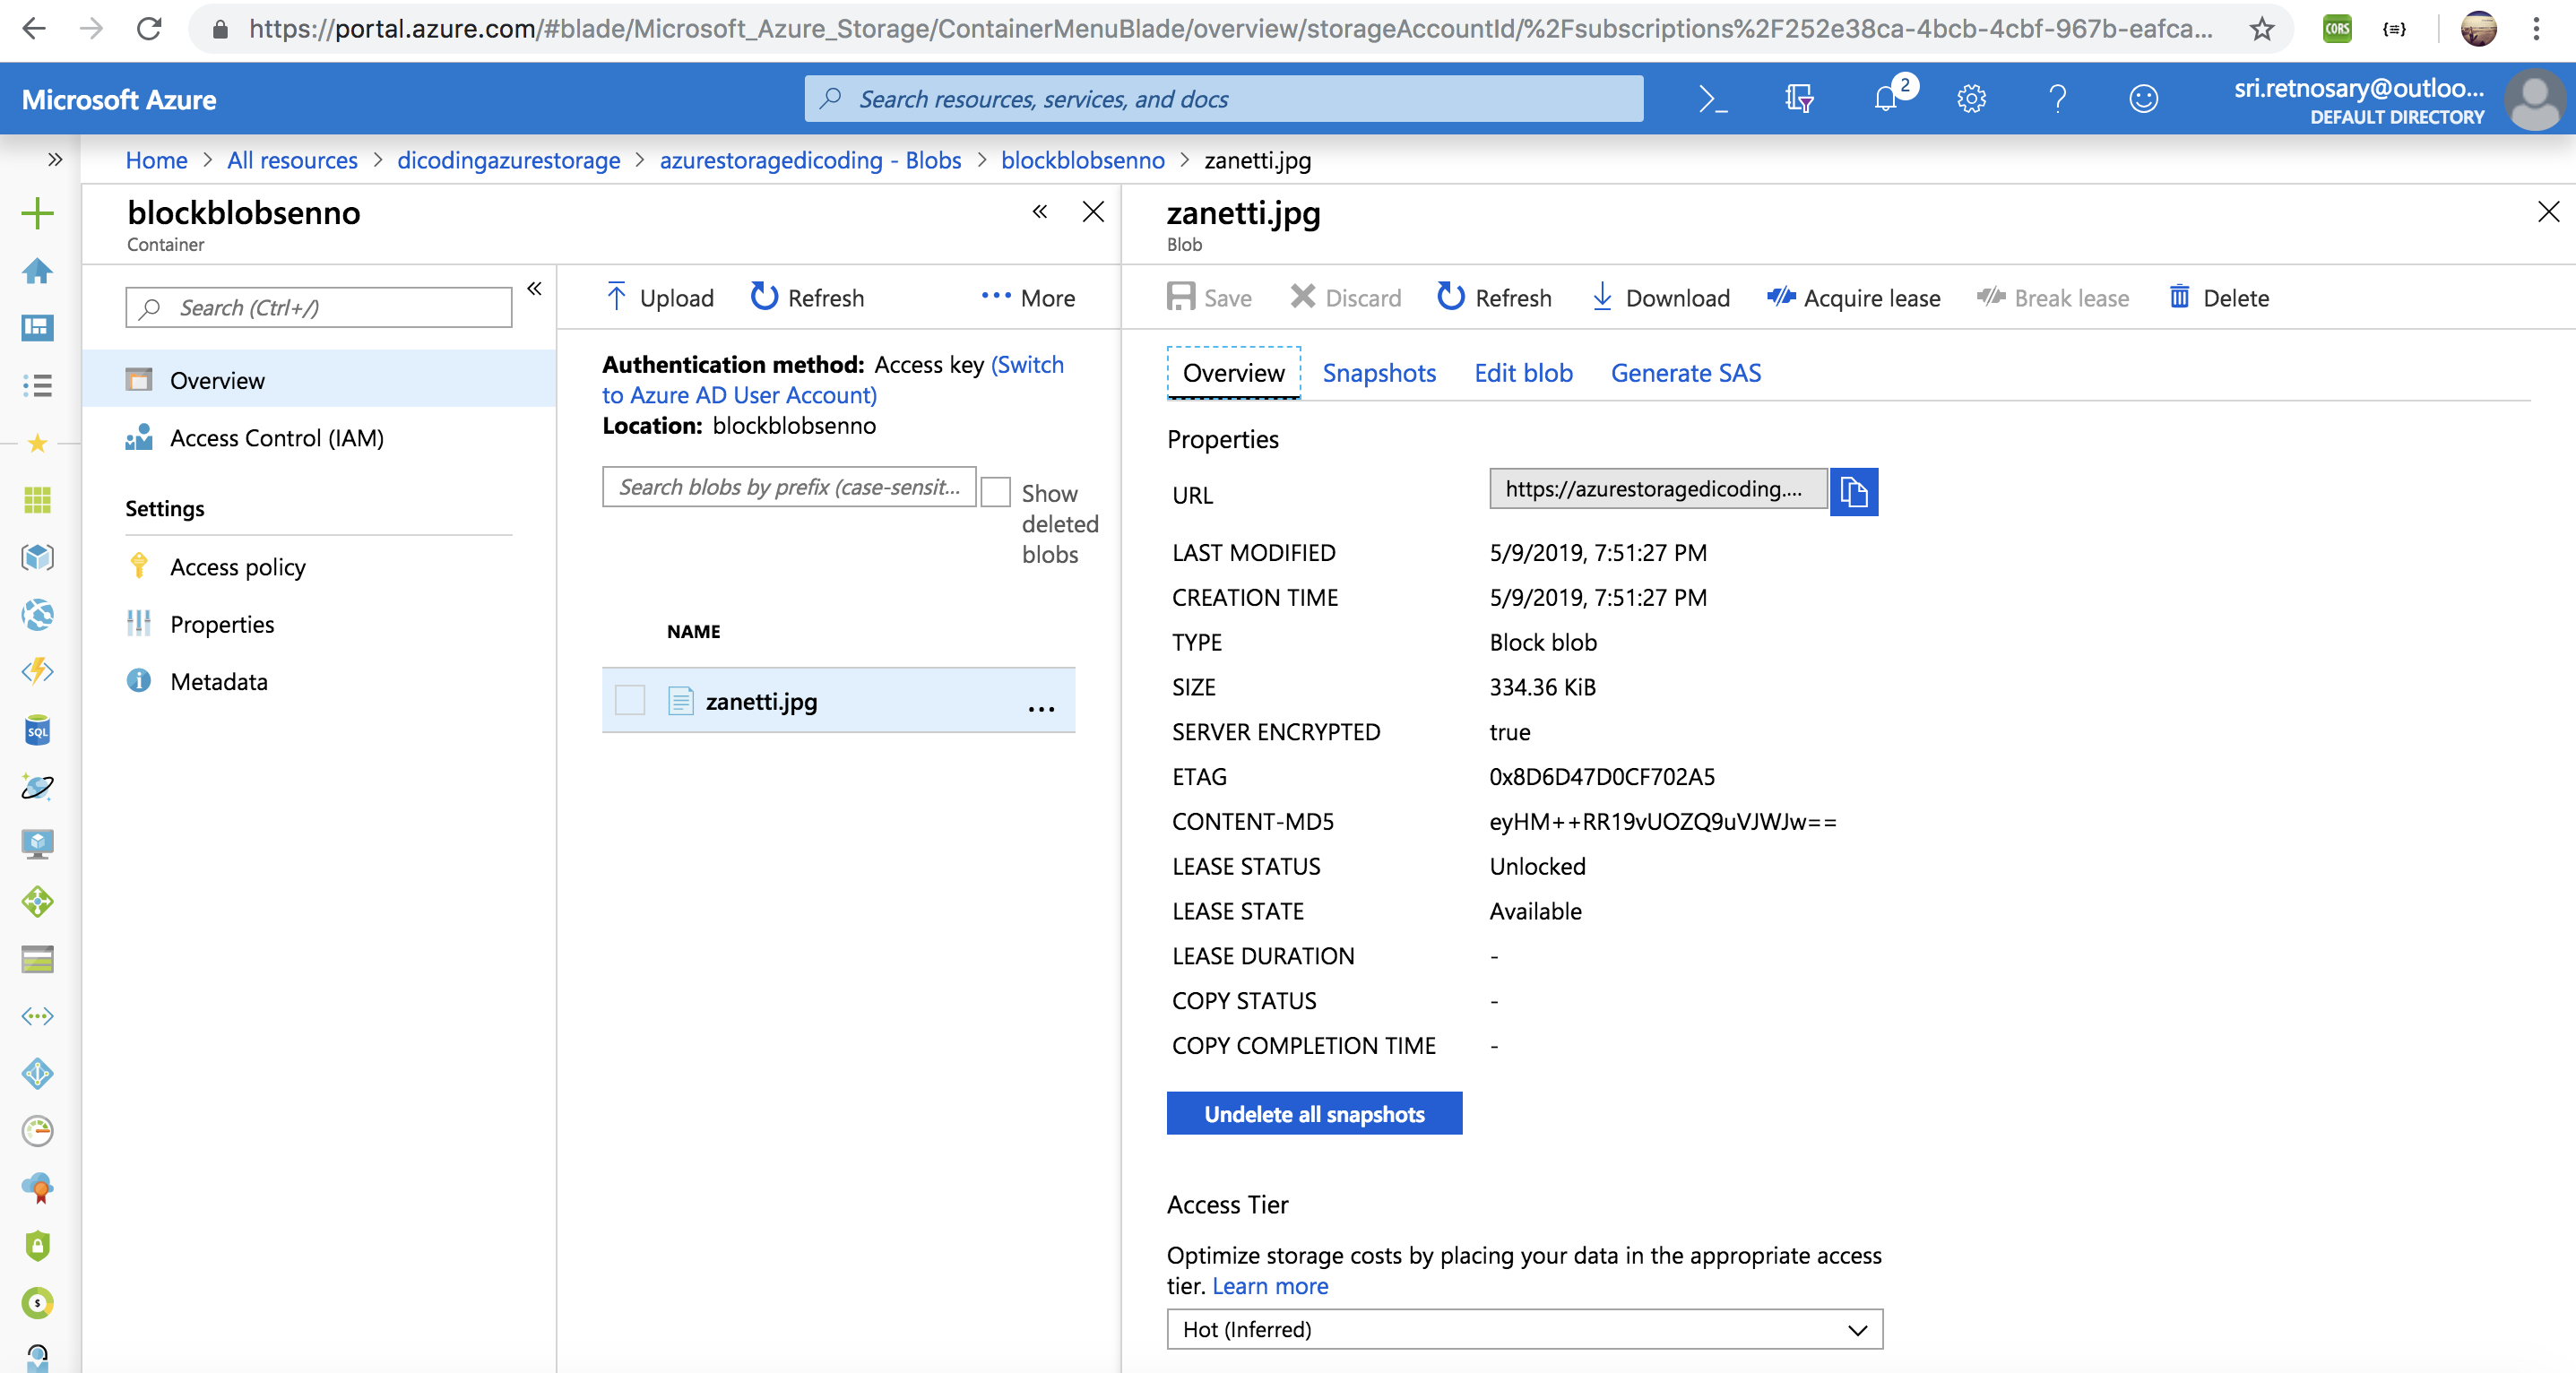 https://portal.azure.com/#blade/Microsoft_Azure_Storage/ContainerMenuBlade/overview/storageAccountId/%2Fsubscriptions%2F252e38ca-4bcb-4cbf-967b-eafca...
CORS
Microsoft Azure
Search resources, services, and docs
2
sri.retnosary@outloo...
DEFAULT DIRECTORY
Home > All resources > dicodingazurestorage > azurestoragedicoding - Blobs > blockblobsenno > zanetti.jpg
blockblobsenno
Container
Search (Ctrl+/)
Overview
Access Control (IAM)
Settings
Access policy
Properties
Metadata
SQL
Upload Refresh ... More
Authentication method: Access key (Switch
to Azure AD User Account)
Location: blockblobsenno
Search blobs by prefix (case-sensit...
Show
deleted
blobs
NAME
zanetti.jpg ...
zanetti.jpg
Blob
Save Discard Refresh Download Acquire lease Break lease Delete
Overview Snapshots Edit blob Generate SAS
Properties
URL https://azurestoragedicoding....
LAST MODIFIED 5/9/2019, 7:51:27 PM
CREATION TIME 5/9/2019, 7:51:27 PM
TYPE Block blob
SIZE 334.36 KiB
SERVER ENCRYPTED true
ETAG 0x8D6D47D0CF702A5
CONTENT-MD5 eyHM++RR19vUOZQ9uVJWJw==
LEASE STATUS Unlocked
LEASE STATE Available
LEASE DURATION -
COPY STATUS -
COPY COMPLETION TIME -
Undelete all snapshots
Access Tier
Optimize storage costs by placing your data in the appropriate access
tier. Learn more
Hot (Inferred)